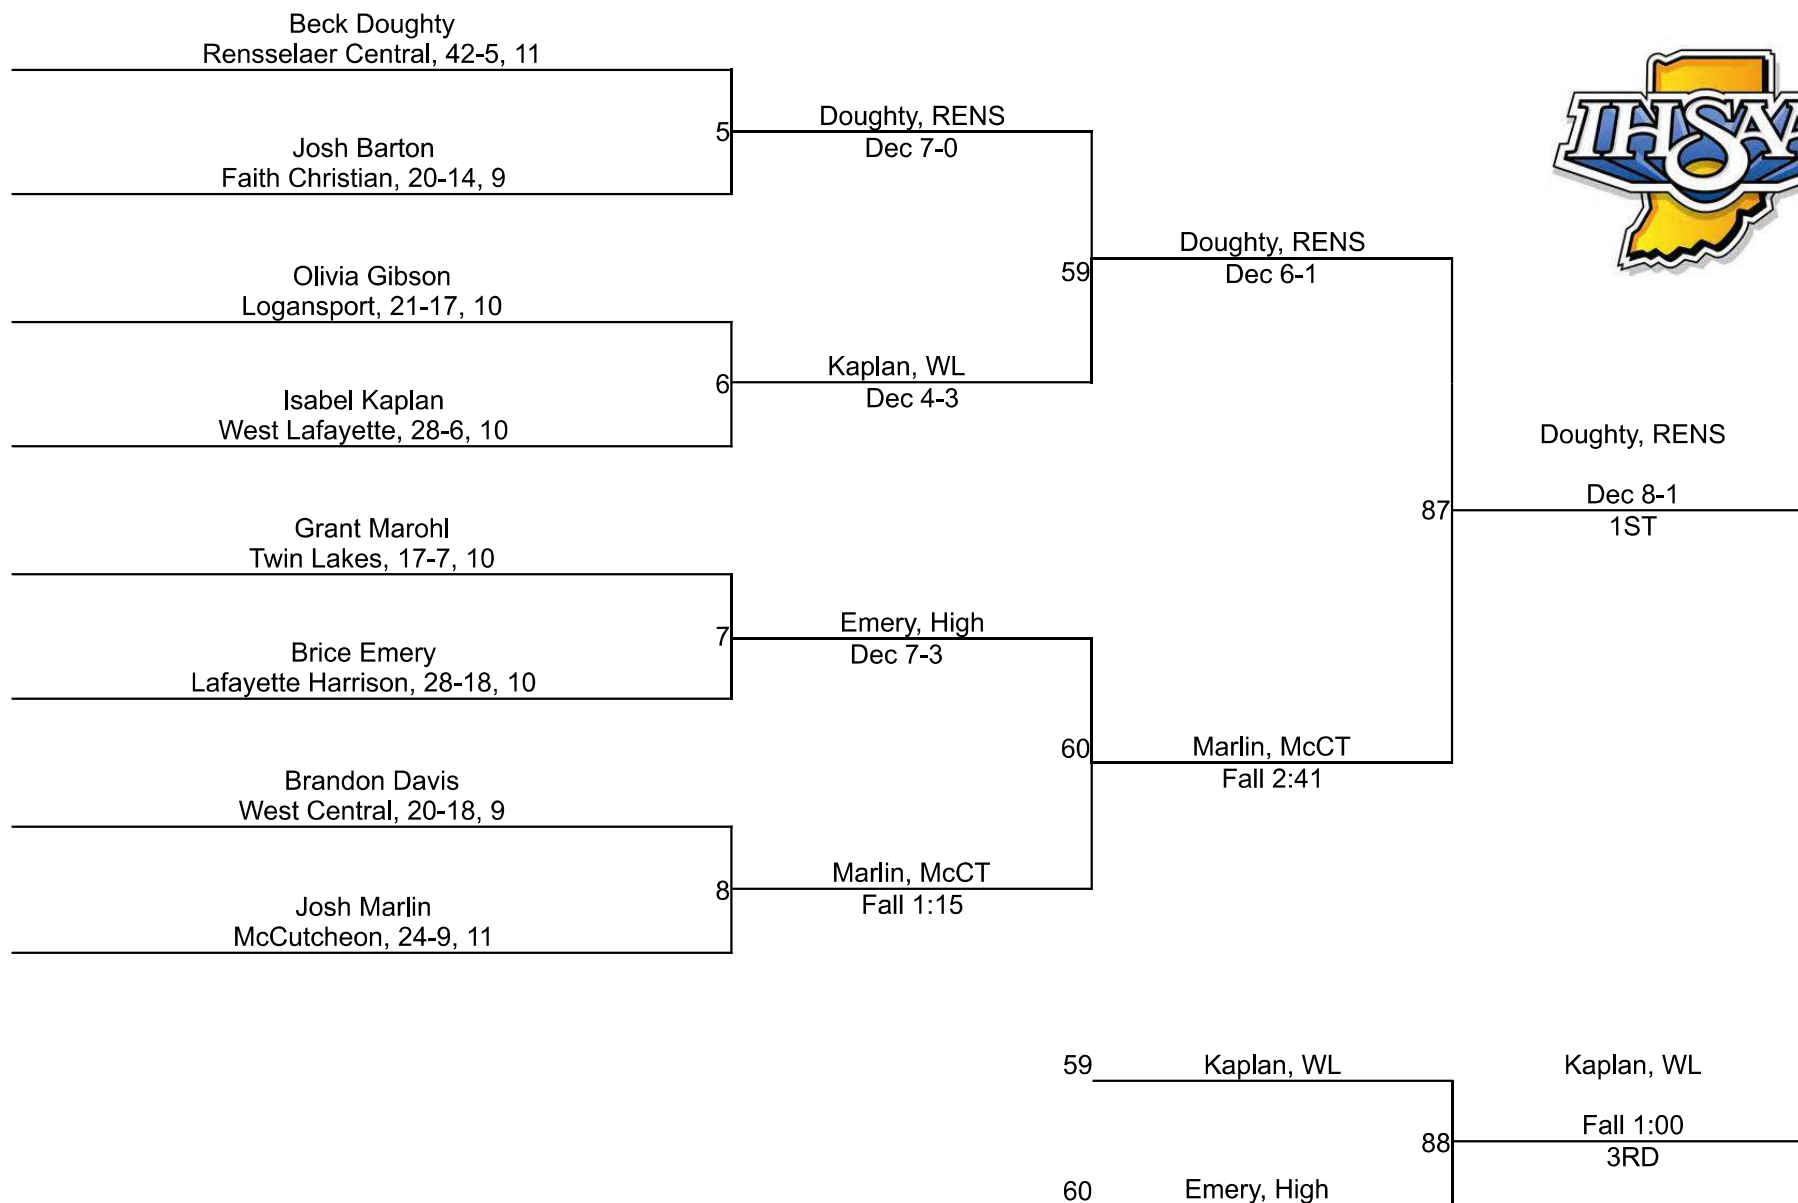 Beck Doughty
Rensselaer Central, 42-5, 11
Josh Barton
Faith Christian, 20-14, 9
Olivia Gibson
Logansport, 21-17, 10
Isabel Kaplan
West Lafayette, 28-6, 10
Grant Marohl
Twin Lakes, 17-7, 10
Brice Emery
Lafayette Harrison, 28-18, 10
Brandon Davis
West Central, 20-18, 9
Josh Marlin
McCutcheon, 24-9, 11
5
Doughty, RENS
Dec 7-0
6
Kaplan, WL
Dec 4-3
7
Emery, High
Dec 7-3
8
Marlin, McCT
Fall 1:15
59
Doughty, RENS
Dec 6-1
60
Marlin, McCT
Fall 2:41
IHSAA
87
Doughty, RENS
Dec 8-1
1ST
59
Kaplan, WL
60
Emery, High
88
Kaplan, WL
Fall 1:00
3RD